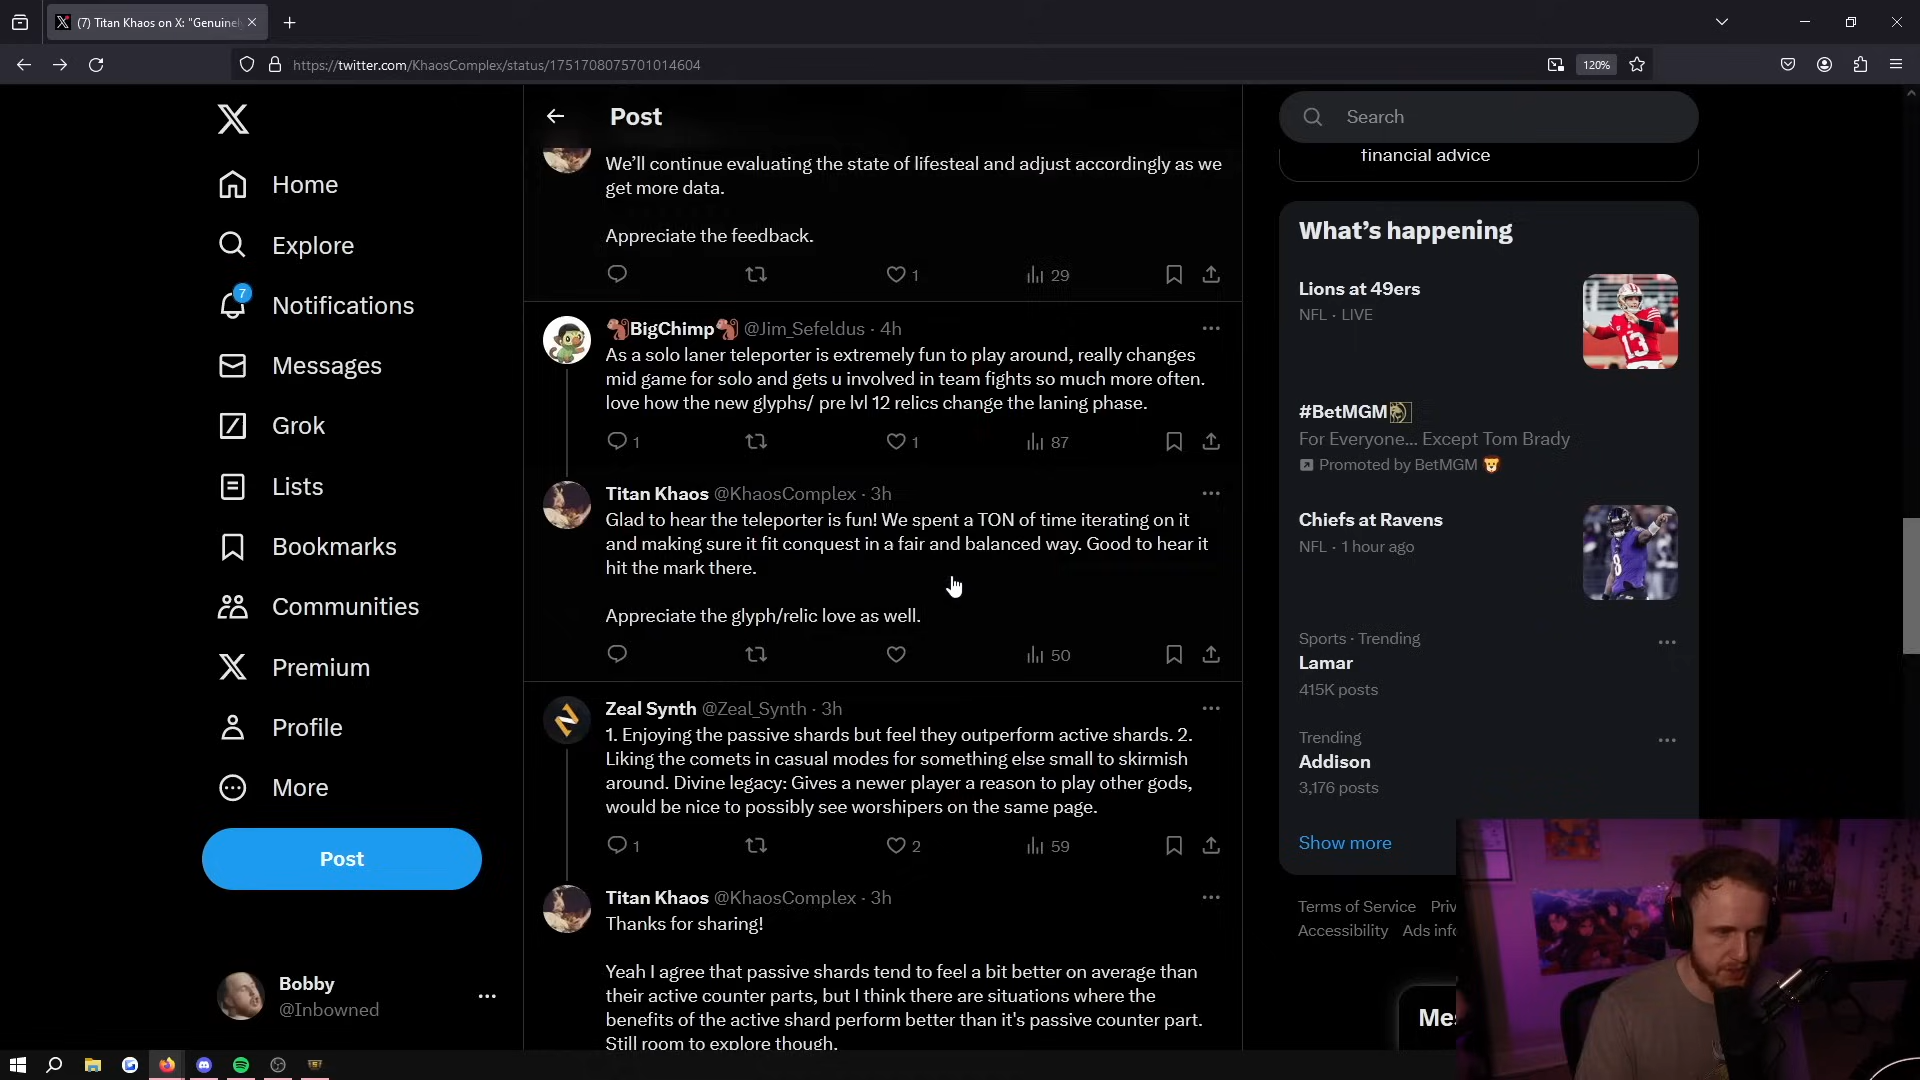 (7) Titan Khaos on X: "Genuinel
https://twitter.com/KhaosComplex/status/1751708075701014604
120%
Home
Explore
7
Notifications
Messages
Grok
Lists
Bookmarks
Communities
Premium
Profile
More
Post
Bobby
@Inbowned
Post
We'll continue evaluating the state of lifesteal and adjust accordingly as we
get more data.
Appreciate the feedback.
1
29
🐒BigChimp🐒 @Jim_Sefeldus · 4h
As a solo laner teleporter is extremely fun to play around, really changes
mid game for solo and gets u involved in team fights so much more often.
love how the new glyphs/ pre lvl 12 relics change the laning phase.
1
1
87
Titan Khaos @KhaosComplex · 3h
Glad to hear the teleporter is fun! We spent a TON of time iterating on it
and making sure it fit conquest in a fair and balanced way. Good to hear it
hit the mark there.
Appreciate the glyph/relic love as well.
50
Zeal Synth @Zeal_Synth · 3h
1. Enjoying the passive shards but feel they outperform active shards. 2.
Liking the comets in casual modes for something else small to skirmish
around. Divine legacy: Gives a newer player a reason to play other gods,
would be nice to possibly see worshipers on the same page.
1
2
59
Titan Khaos @KhaosComplex · 3h
Thanks for sharing!
Yeah I agree that passive shards tend to feel a bit better on average than
their active counter parts, but I think there are situations where the
benefits of the active shard perform better than it's passive counter part.
Still room to explore though.
Search
financial advice
What's happening
Lions at 49ers
NFL · LIVE
#BetMGM
For Everyone... Except Tom Brady
Promoted by BetMGM
Chiefs at Ravens
NFL · 1 hour ago
Sports · Trending
Lamar
415K posts
Trending
Addison
3,176 posts
Show more
Terms of Service Priv
Accessibility Ads info
Mes